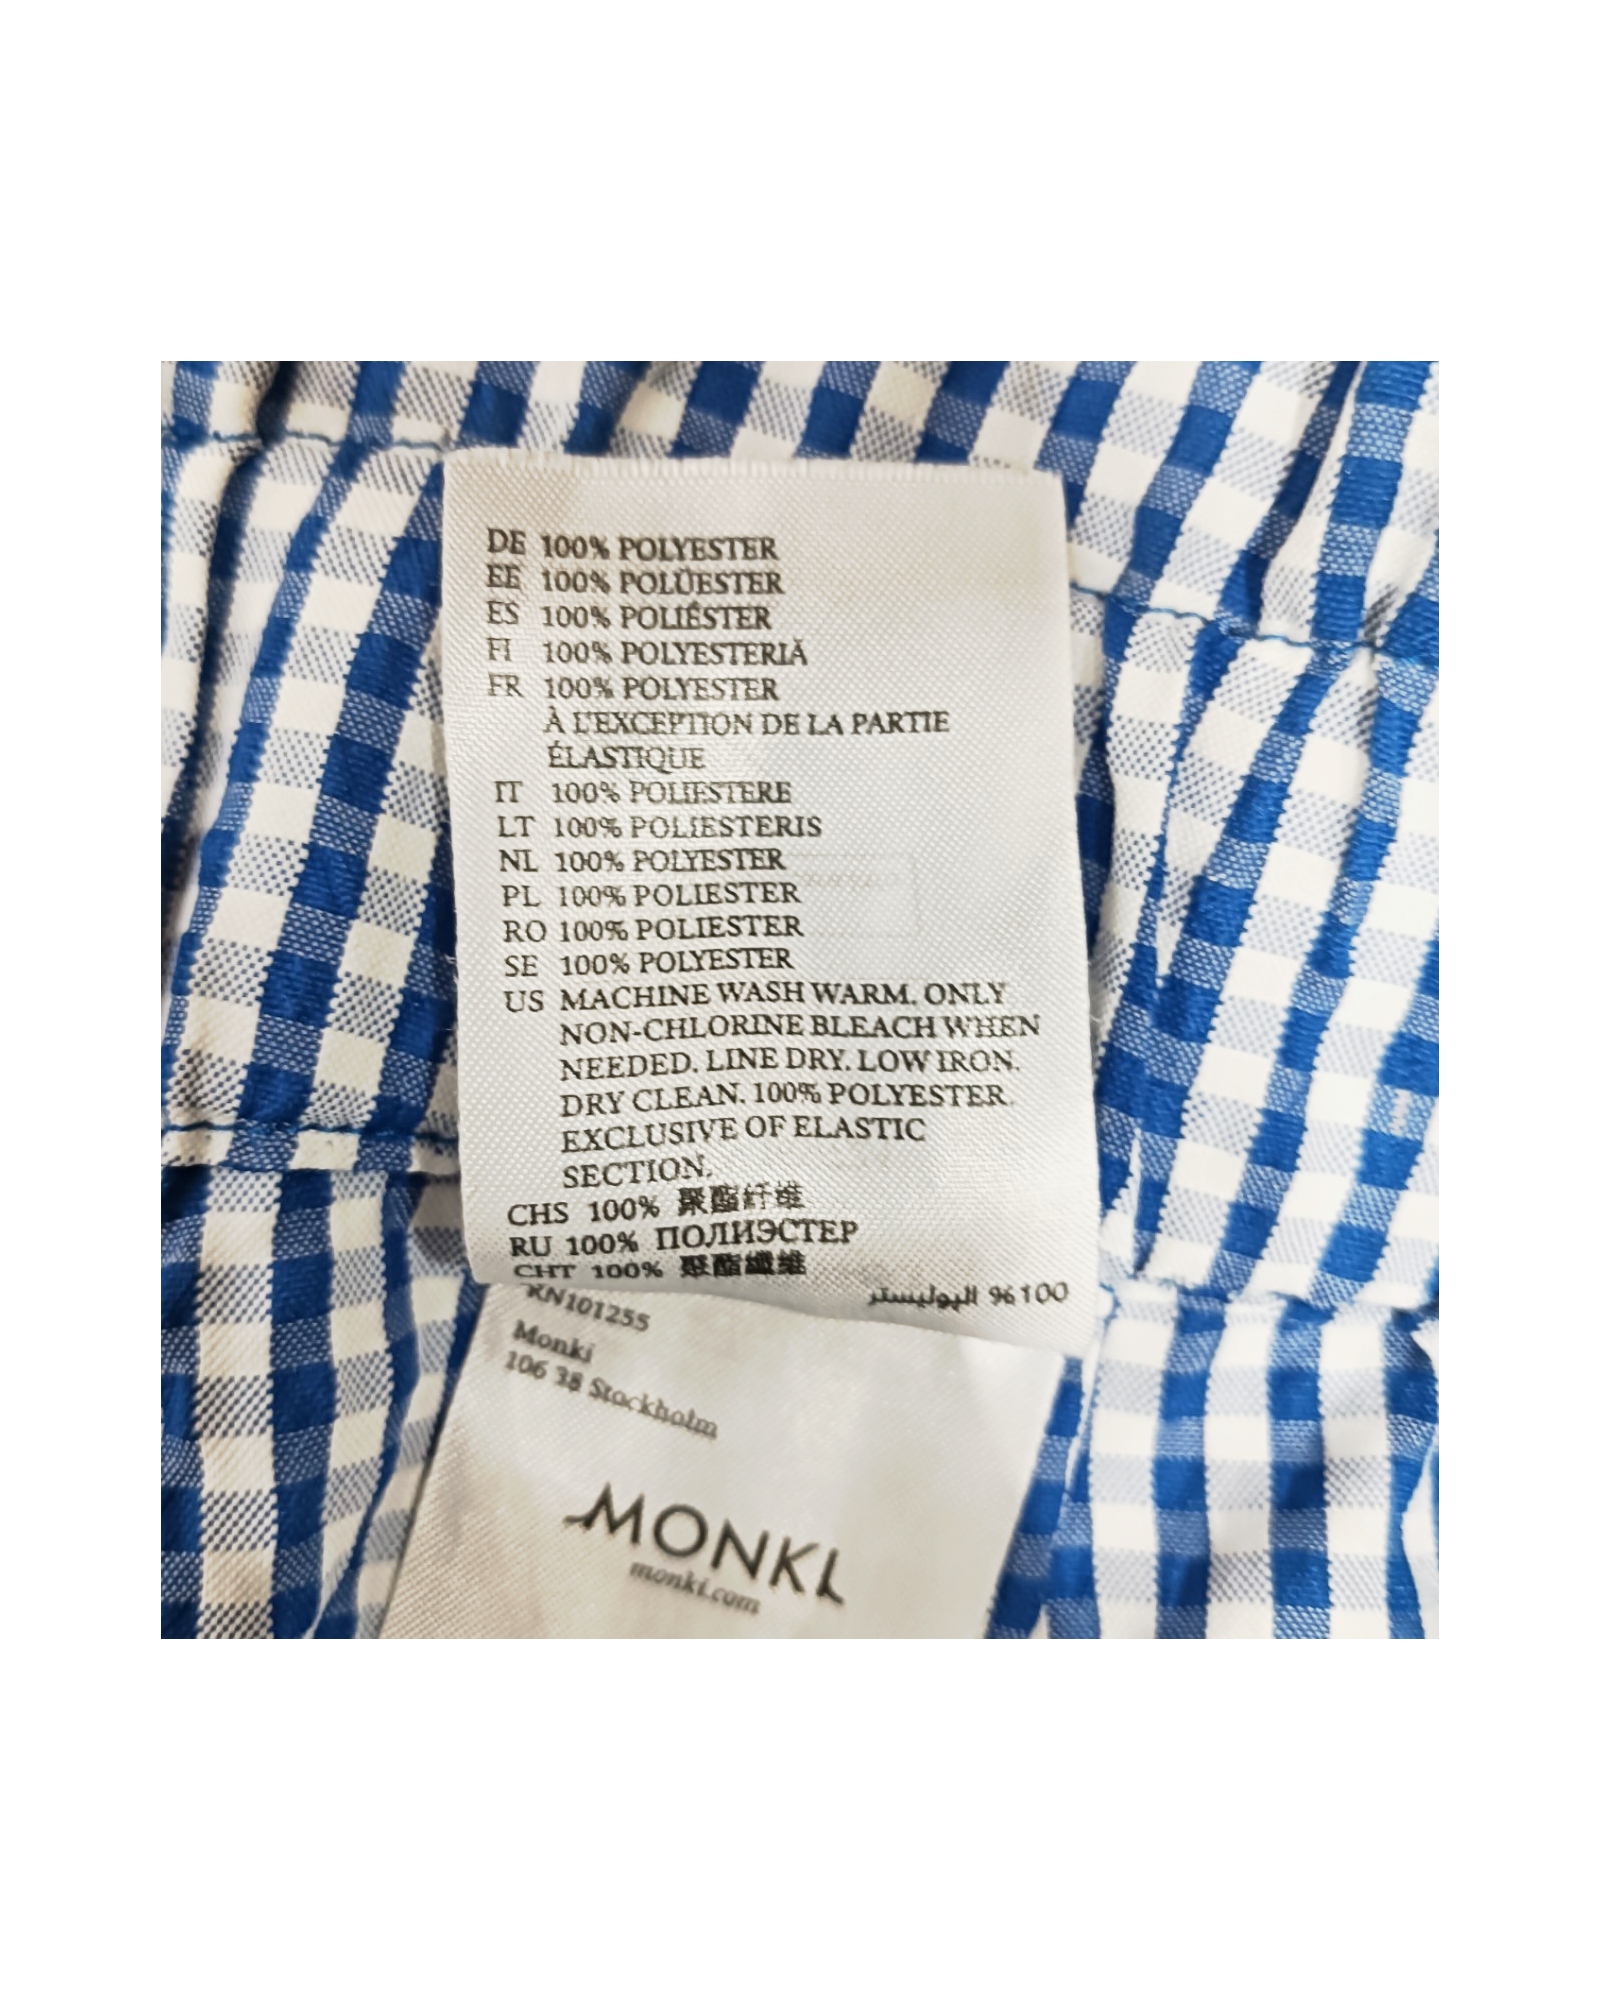 DE 100% POLYESTER
EE 100% POLÜESTER
ES 100% POLIÉSTER
FI 100% POLYESTERIÄ
FR 100% POLYESTER
À L'EXCEPTION DE LA PARTIE
ÉLASTIQUE
IT 100% POLIESTERE
LT 100% POLIESTERIS
NL 100% POLYESTER
PL 100% POLIESTER
RO 100% POLIESTER
SE 100% POLYESTER
US MACHINE WASH WARM. ONLY
NON-CHLORINE BLEACH WHEN
NEEDED. LINE DRY. LOW IRON.
DRY CLEAN. 100% POLYESTER.
EXCLUSIVE OF ELASTIC
SECTION.
CHS 100% 聚酯纤维
RU 100% ПОЛИЭСТЕР
CHT 100% 聚酯纖維
%100 البوليستر
RN101255
Monki
106 38 Stockholm
MONKI
monki.com